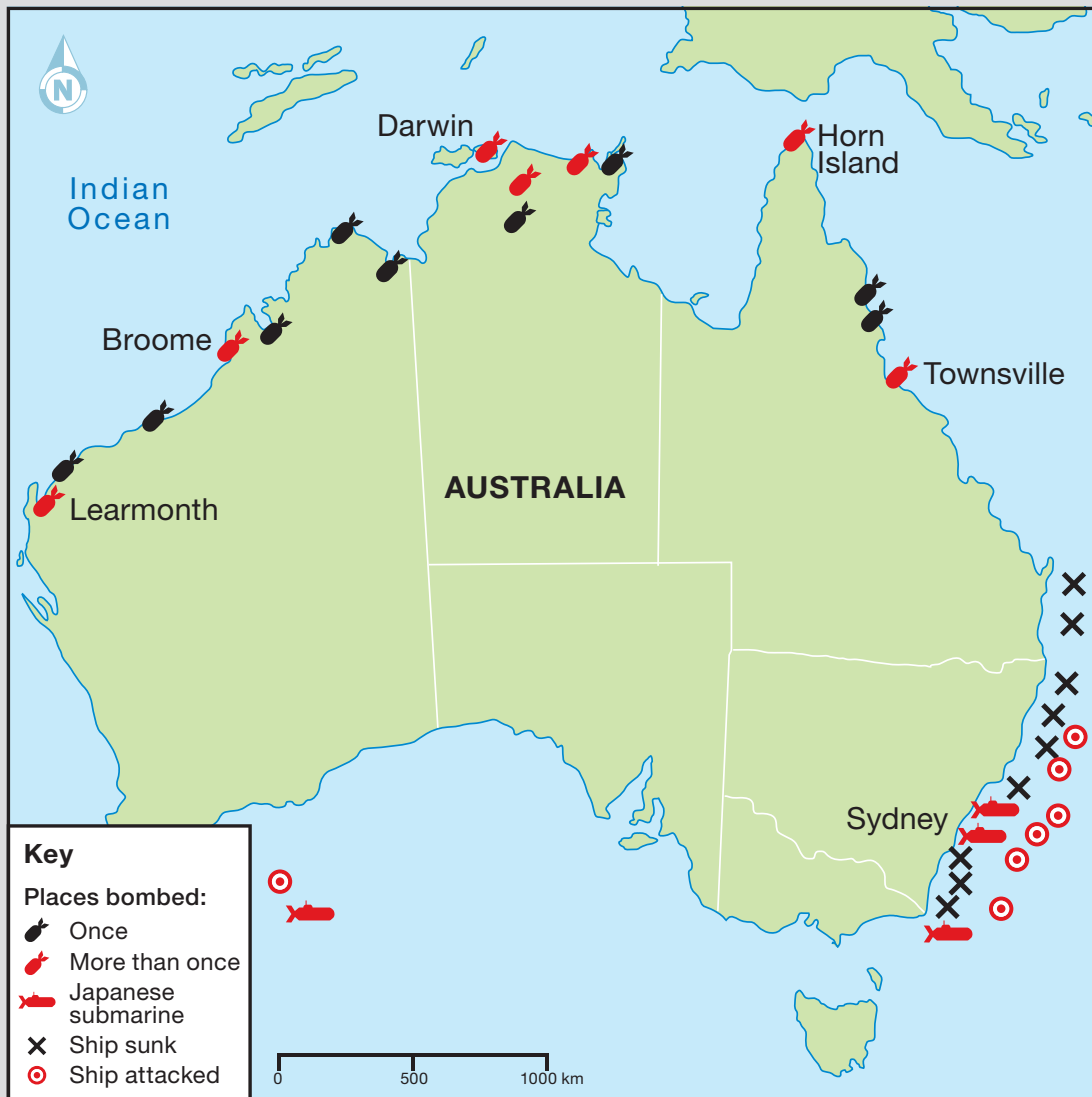 N
Darwin
Horn
Island
Indian
Ocean
Broome
Townsville
AUSTRALIA
Learmonth
Sydney
Key
Places bombed:
Once
More than once
Japanese
submarine
Ship sunk
Ship attacked
0 500 1000 km